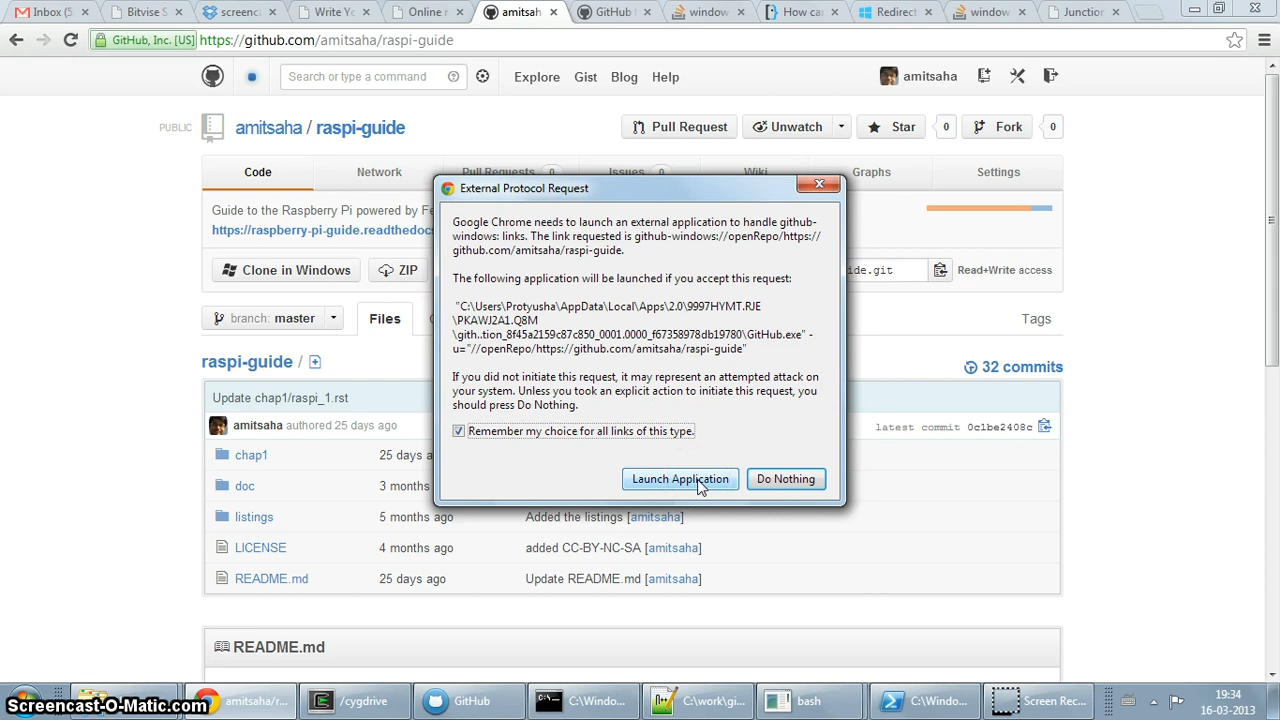 Inbox (5
Bitvise S
screenca
Write Yo
Online r
amitsah
GitHub
window
How can
Redirect
window
Junction
GitHub, Inc. [US]
https://github.com/amitsaha/raspi-guide
Search or type a command
Explore
Gist
Blog
Help
amitsaha
PUBLIC
amitsaha / raspi-guide
Pull Request
Unwatch
Star
0
Fork
0
Code
Network
Pull Requests
0
Issues
0
Wiki
Graphs
Settings
Guide to the Raspberry Pi powered by Fe
https://raspberry-pi-guide.readthedocs
Clone in Windows
ZIP
ide.git
Read+Write access
branch: master
Files
Tags
raspi-guide /
32 commits
Update chap1/raspi_1.rst
amitsaha authored 25 days ago
latest commit 0c1be2408c
chap1
25 days a
doc
3 months
listings
5 months ago
Added the listings [amitsaha]
LICENSE
4 months ago
added CC-BY-NC-SA [amitsaha]
README.md
25 days ago
Update README.md [amitsaha]
README.md
External Protocol Request
Google Chrome needs to launch an external application to handle github-
windows: links. The link requested is github-windows://openRepo/https://
github.com/amitsaha/raspi-guide.
The following application will be launched if you accept this request:
"C:\Users\Protyusha\AppData\Local\Apps\2.0\9997HYMT.RJE
\PKAWJ2A1.Q8M
\gith..tion_8f45a2159c87c850_0001.0000_f67358978db19780\GitHub.exe" -
u="//openRepo/https://github.com/amitsaha/raspi-guide"
If you did not initiate this request, it may represent an attempted attack on
your system. Unless you took an explicit action to initiate this request, you
should press Do Nothing.
Remember my choice for all links of this type.
Launch Application
Do Nothing
amitsaha/r...
/cygdrive
GitHub
C:\Windo...
C:\work\gi...
bash
C:\Windo...
Screen Rec...
19:34
16-03-2013
Screencast-O-Matic.com